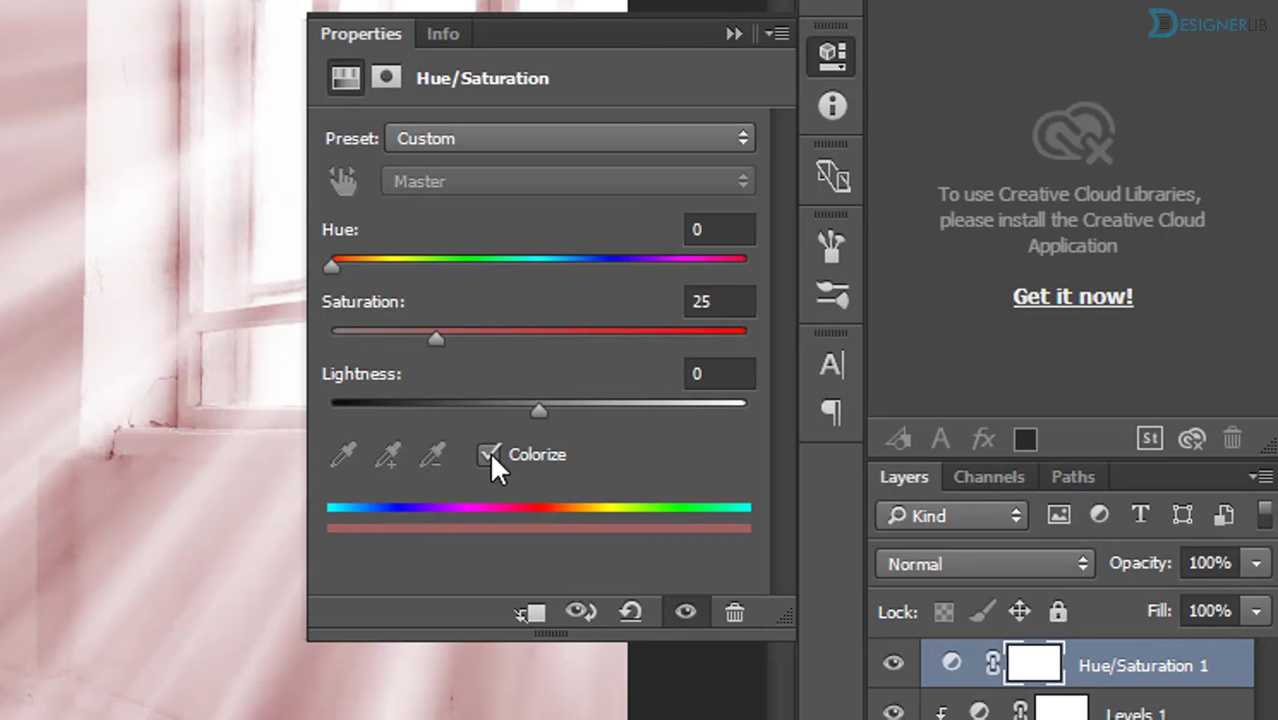 DESIGNERLIB
Properties Info
Hue/Saturation
Preset: Custom
Master
Hue: 0
Saturation: 25
Lightness: 0
Colorize
To use Creative Cloud Libraries,
please install the Creative Cloud
Application
Get it now!
A fx St
A
Layers Channels Paths
Kind T
Normal Opacity: 100%
Lock: Fill: 100%
Hue/Saturation 1
Levels 1